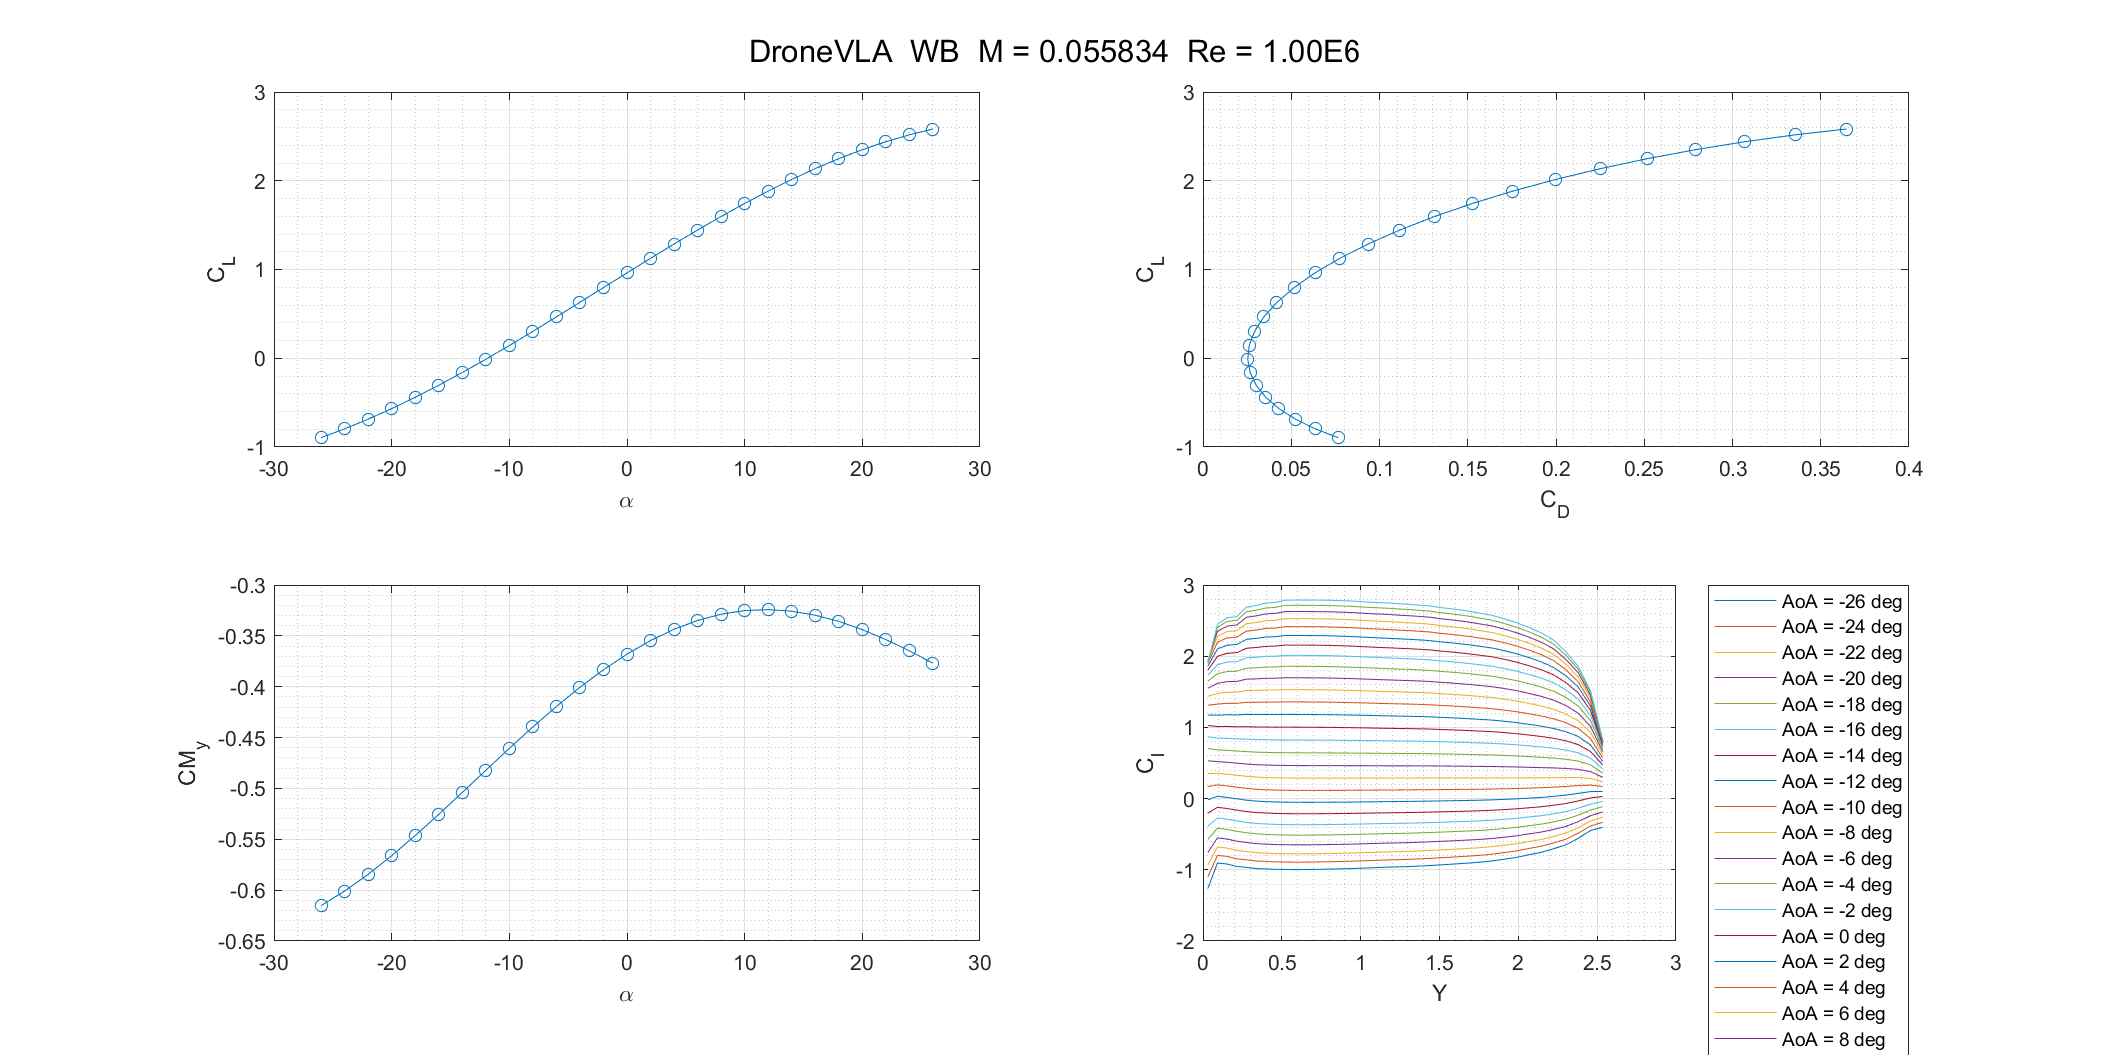 DroneVLA WB M = 0.055834 Re = 1.00E6
3
2
1
0
-1
C_L
-30 -20 -10 0 10 20 30
α
3
2
1
0
-1
C_L
0 0.05 0.1 0.15 0.2 0.25 0.3 0.35 0.4
C_D
-0.3
-0.35
-0.4
-0.45
-0.5
-0.55
-0.6
-0.65
CM_y
-30 -20 -10 0 10 20 30
α
3
2
1
0
-1
-2
C_l
0 0.5 1 1.5 2 2.5 3
Y
AoA = -26 deg
AoA = -24 deg
AoA = -22 deg
AoA = -20 deg
AoA = -18 deg
AoA = -16 deg
AoA = -14 deg
AoA = -12 deg
AoA = -10 deg
AoA = -8 deg
AoA = -6 deg
AoA = -4 deg
AoA = -2 deg
AoA = 0 deg
AoA = 2 deg
AoA = 4 deg
AoA = 6 deg
AoA = 8 deg